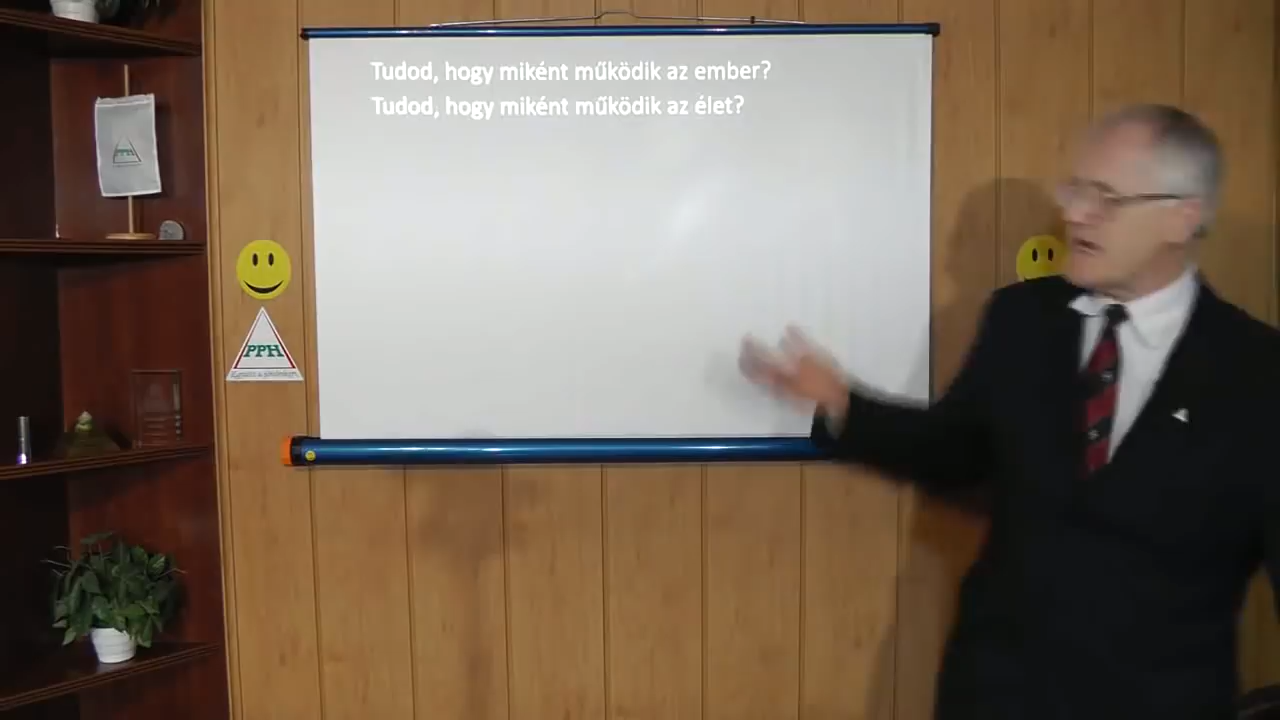 Tudod, hogy miként működik az ember?
Tudod, hogy miként működik az élet?
PPH
PPH